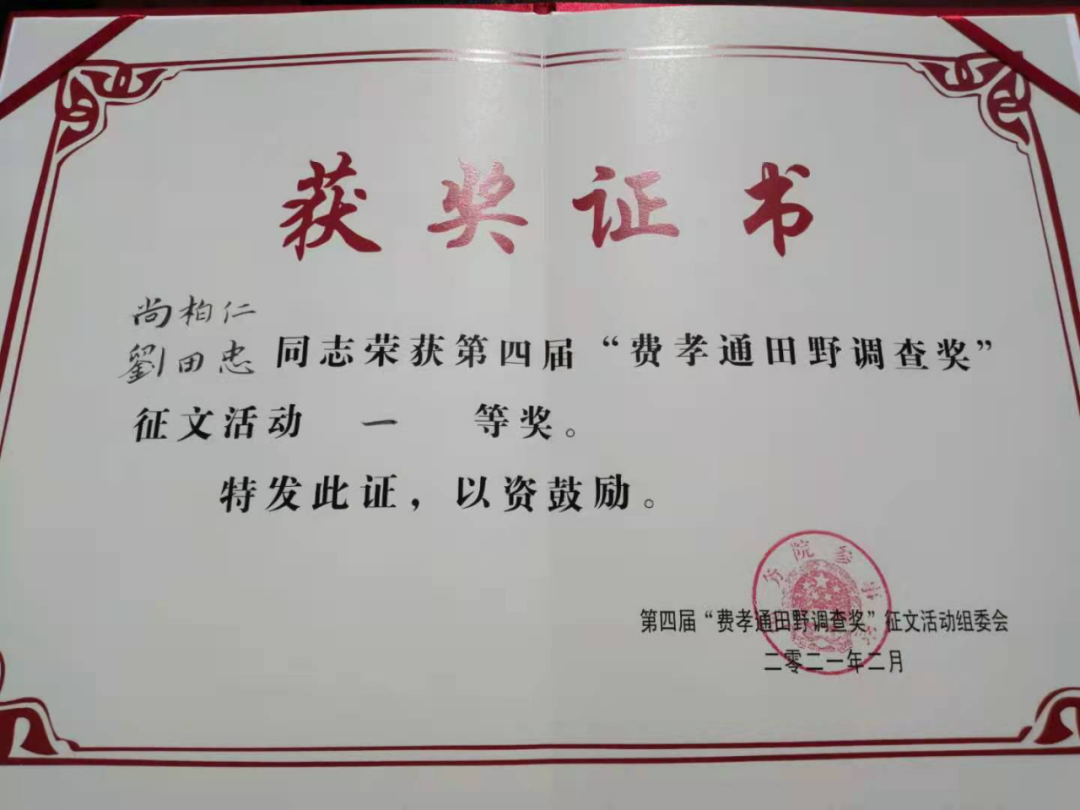 获奖证书
尚柏仁
劉田忠 同志荣获第四届“费孝通田野调查奖”
征文活动 一 等奖。
特发此证，以资鼓励。
第四届“费孝通田野调查奖”征文活动组委会
二零二一年二月